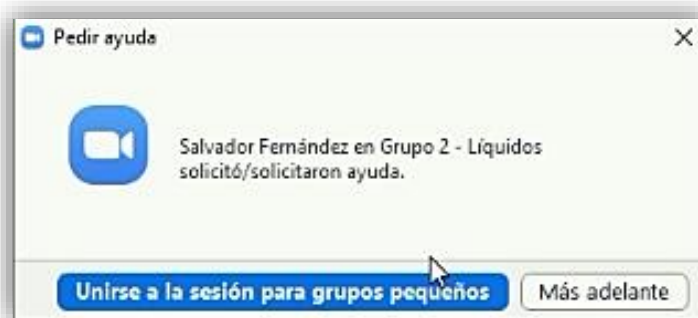 Pedir ayuda
Salvador Fernández en Grupo 2 - Líquidos
solicitó/solicitaron ayuda.
Unirse a la sesión para grupos pequeños
Más adelante